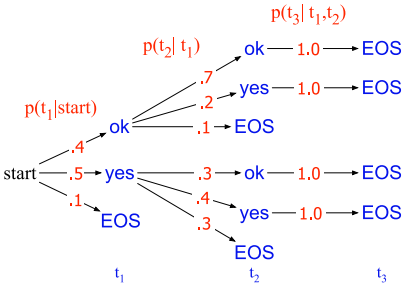 p(t₃| t₁,t₂)
p(t₂| t₁)
ok 1.0 EOS
.7
p(t₁|start)
.2 yes 1.0 EOS
ok .1 EOS
.4
start .5 yes .3 ok 1.0 EOS
.1 .4
EOS .3 yes 1.0 EOS
EOS
t₁ t₂ t₃